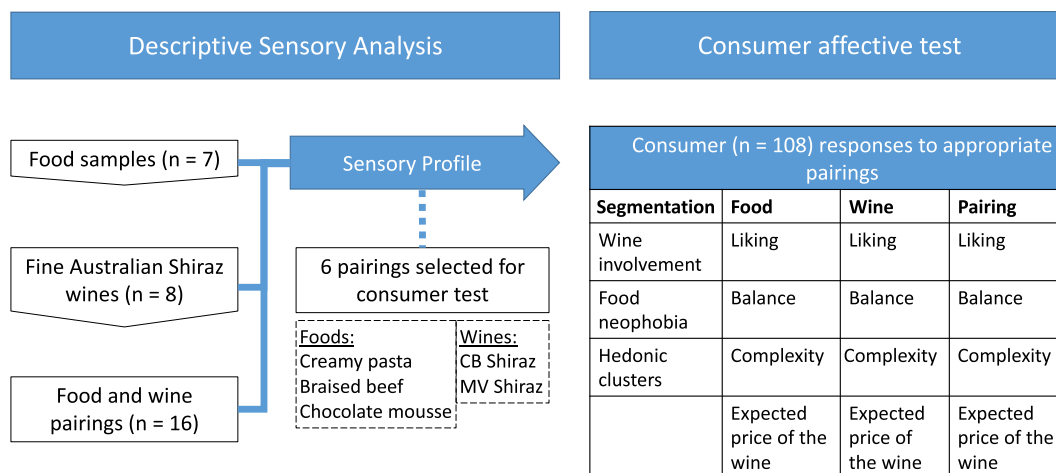 Descriptive Sensory Analysis
Consumer affective test
Food samples (n = 7)
Fine Australian Shiraz
wines (n = 8)
Food and wine
pairings (n = 16)
Sensory Profile
6 pairings selected for
consumer test
Foods:
Creamy pasta
Braised beef
Chocolate mousse
Wines:
CB Shiraz
MV Shiraz
Consumer (n = 108) responses to appropriate
pairings
Segmentation Food Wine Pairing
Wine Liking Liking Liking
involvement
Food Balance Balance Balance
neophobia
Hedonic Complexity Complexity Complexity
clusters
Expected Expected Expected
price of the price of price of the
wine the wine wine